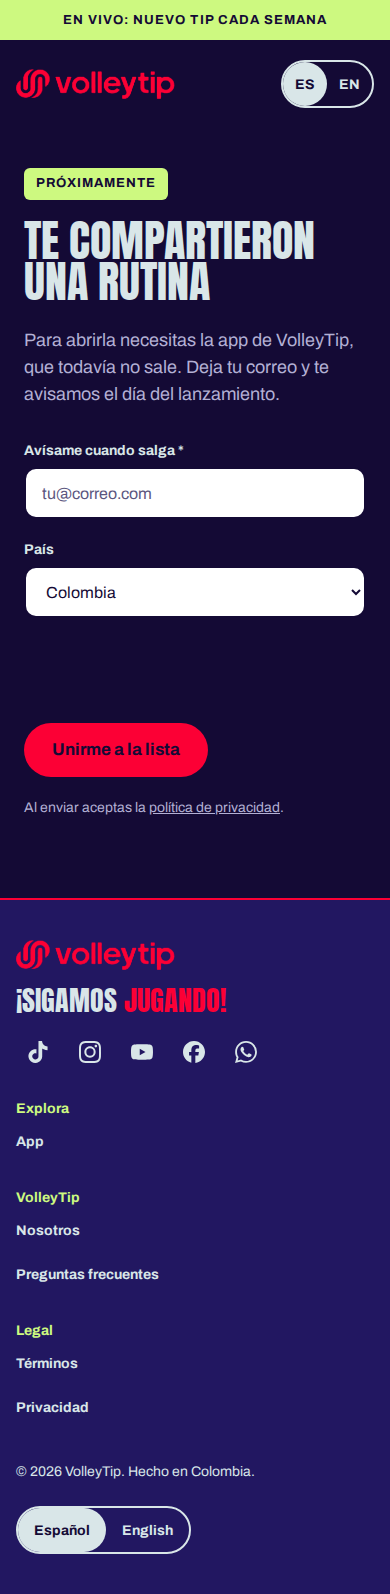 EN VIVO: NUEVO TIP CADA SEMANA
volleytip
ES EN
PRÓXIMAMENTE
TE COMPARTIERON
UNA RUTINA
Para abrirla necesitas la app de VolleyTip,
que todavía no sale. Deja tu correo y te
avisamos el día del lanzamiento.
Avísame cuando salga *
tu@correo.com
País
Colombia
Unirme a la lista
Al enviar aceptas la política de privacidad.
volleytip
¡SIGAMOS JUGANDO!
Explora
App
VolleyTip
Nosotros
Preguntas frecuentes
Legal
Términos
Privacidad
© 2026 VolleyTip. Hecho en Colombia.
Español English